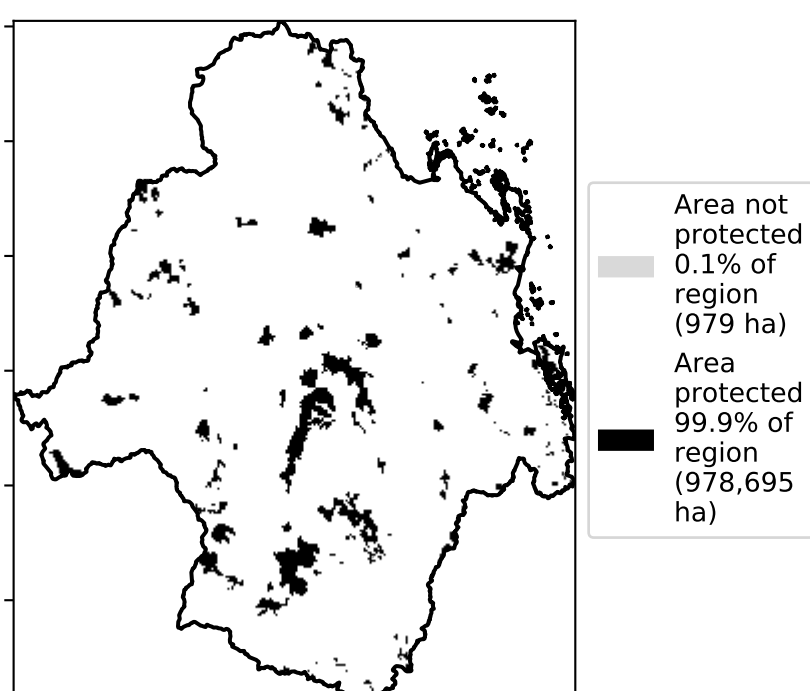 Area not
protected
0.1% of
region
(979 ha)
Area
protected
99.9% of
region
(978,695
ha)